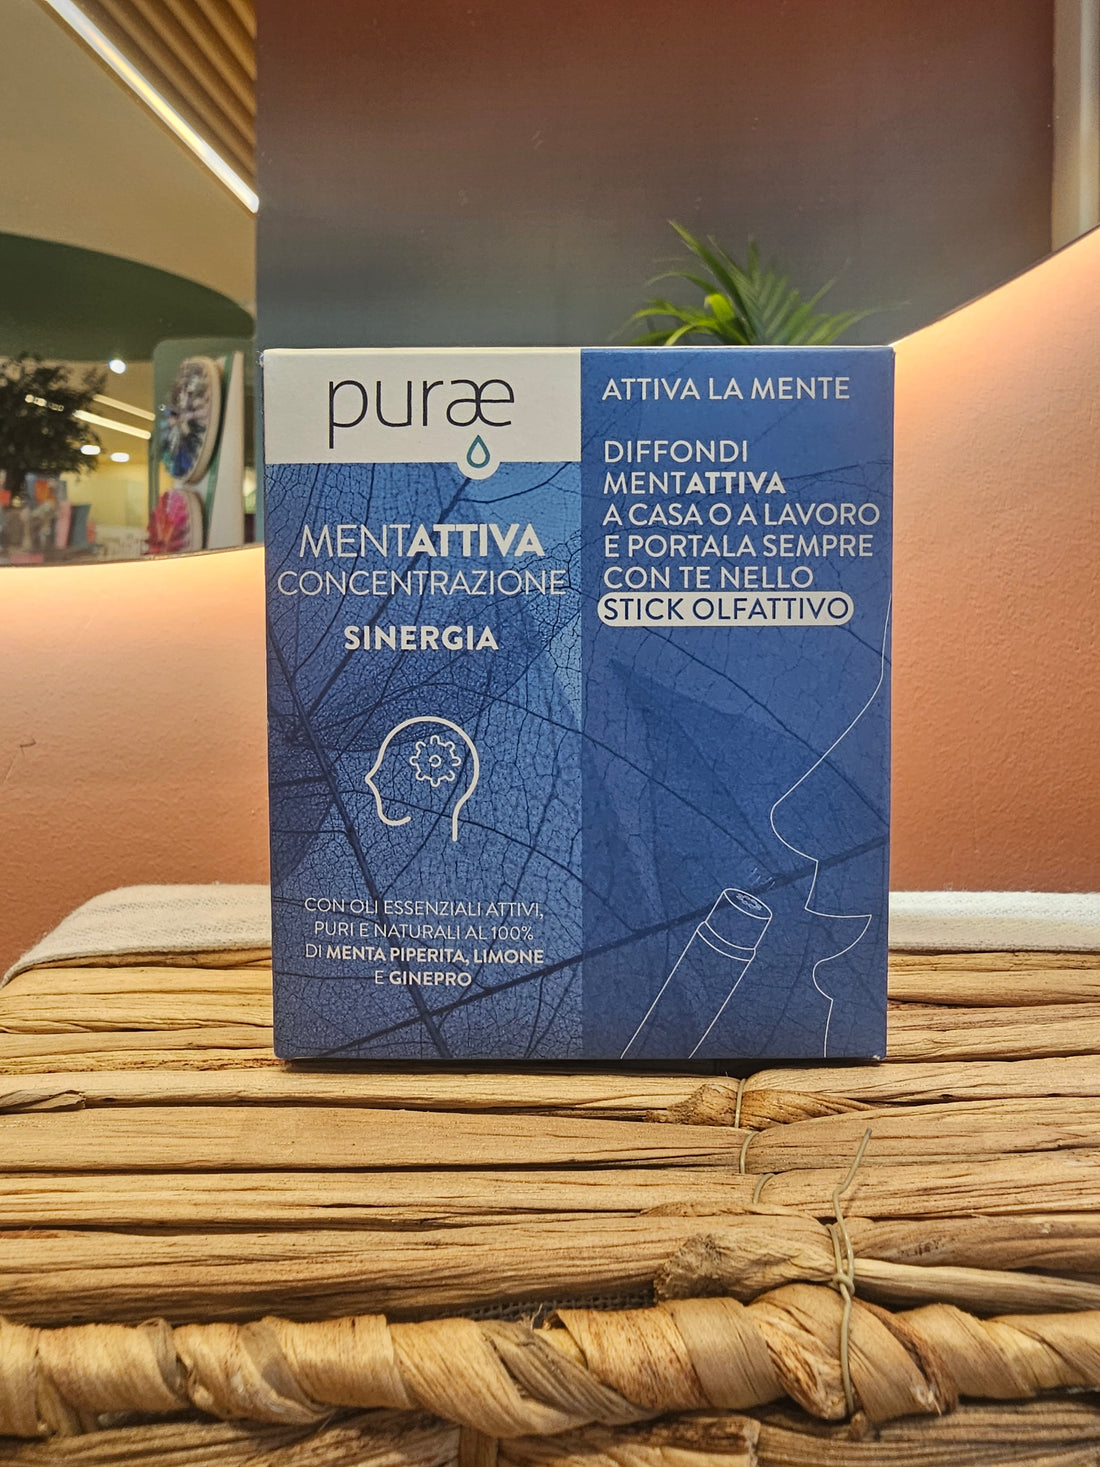 puræ
MENTATTIVA
CONCENTRAZIONE
SINERGIA
CON OLI ESSENZIALI ATTIVI,
PURI E NATURALI AL 100%
DI MENTA PIPERITA, LIMONE
E GINEPRO
ATTIVA LA MENTE
DIFFONDI
MENTATTIVA
A CASA O A LAVORO
E PORTALA SEMPRE
CON TE NELLO
STICK OLFATTIVO